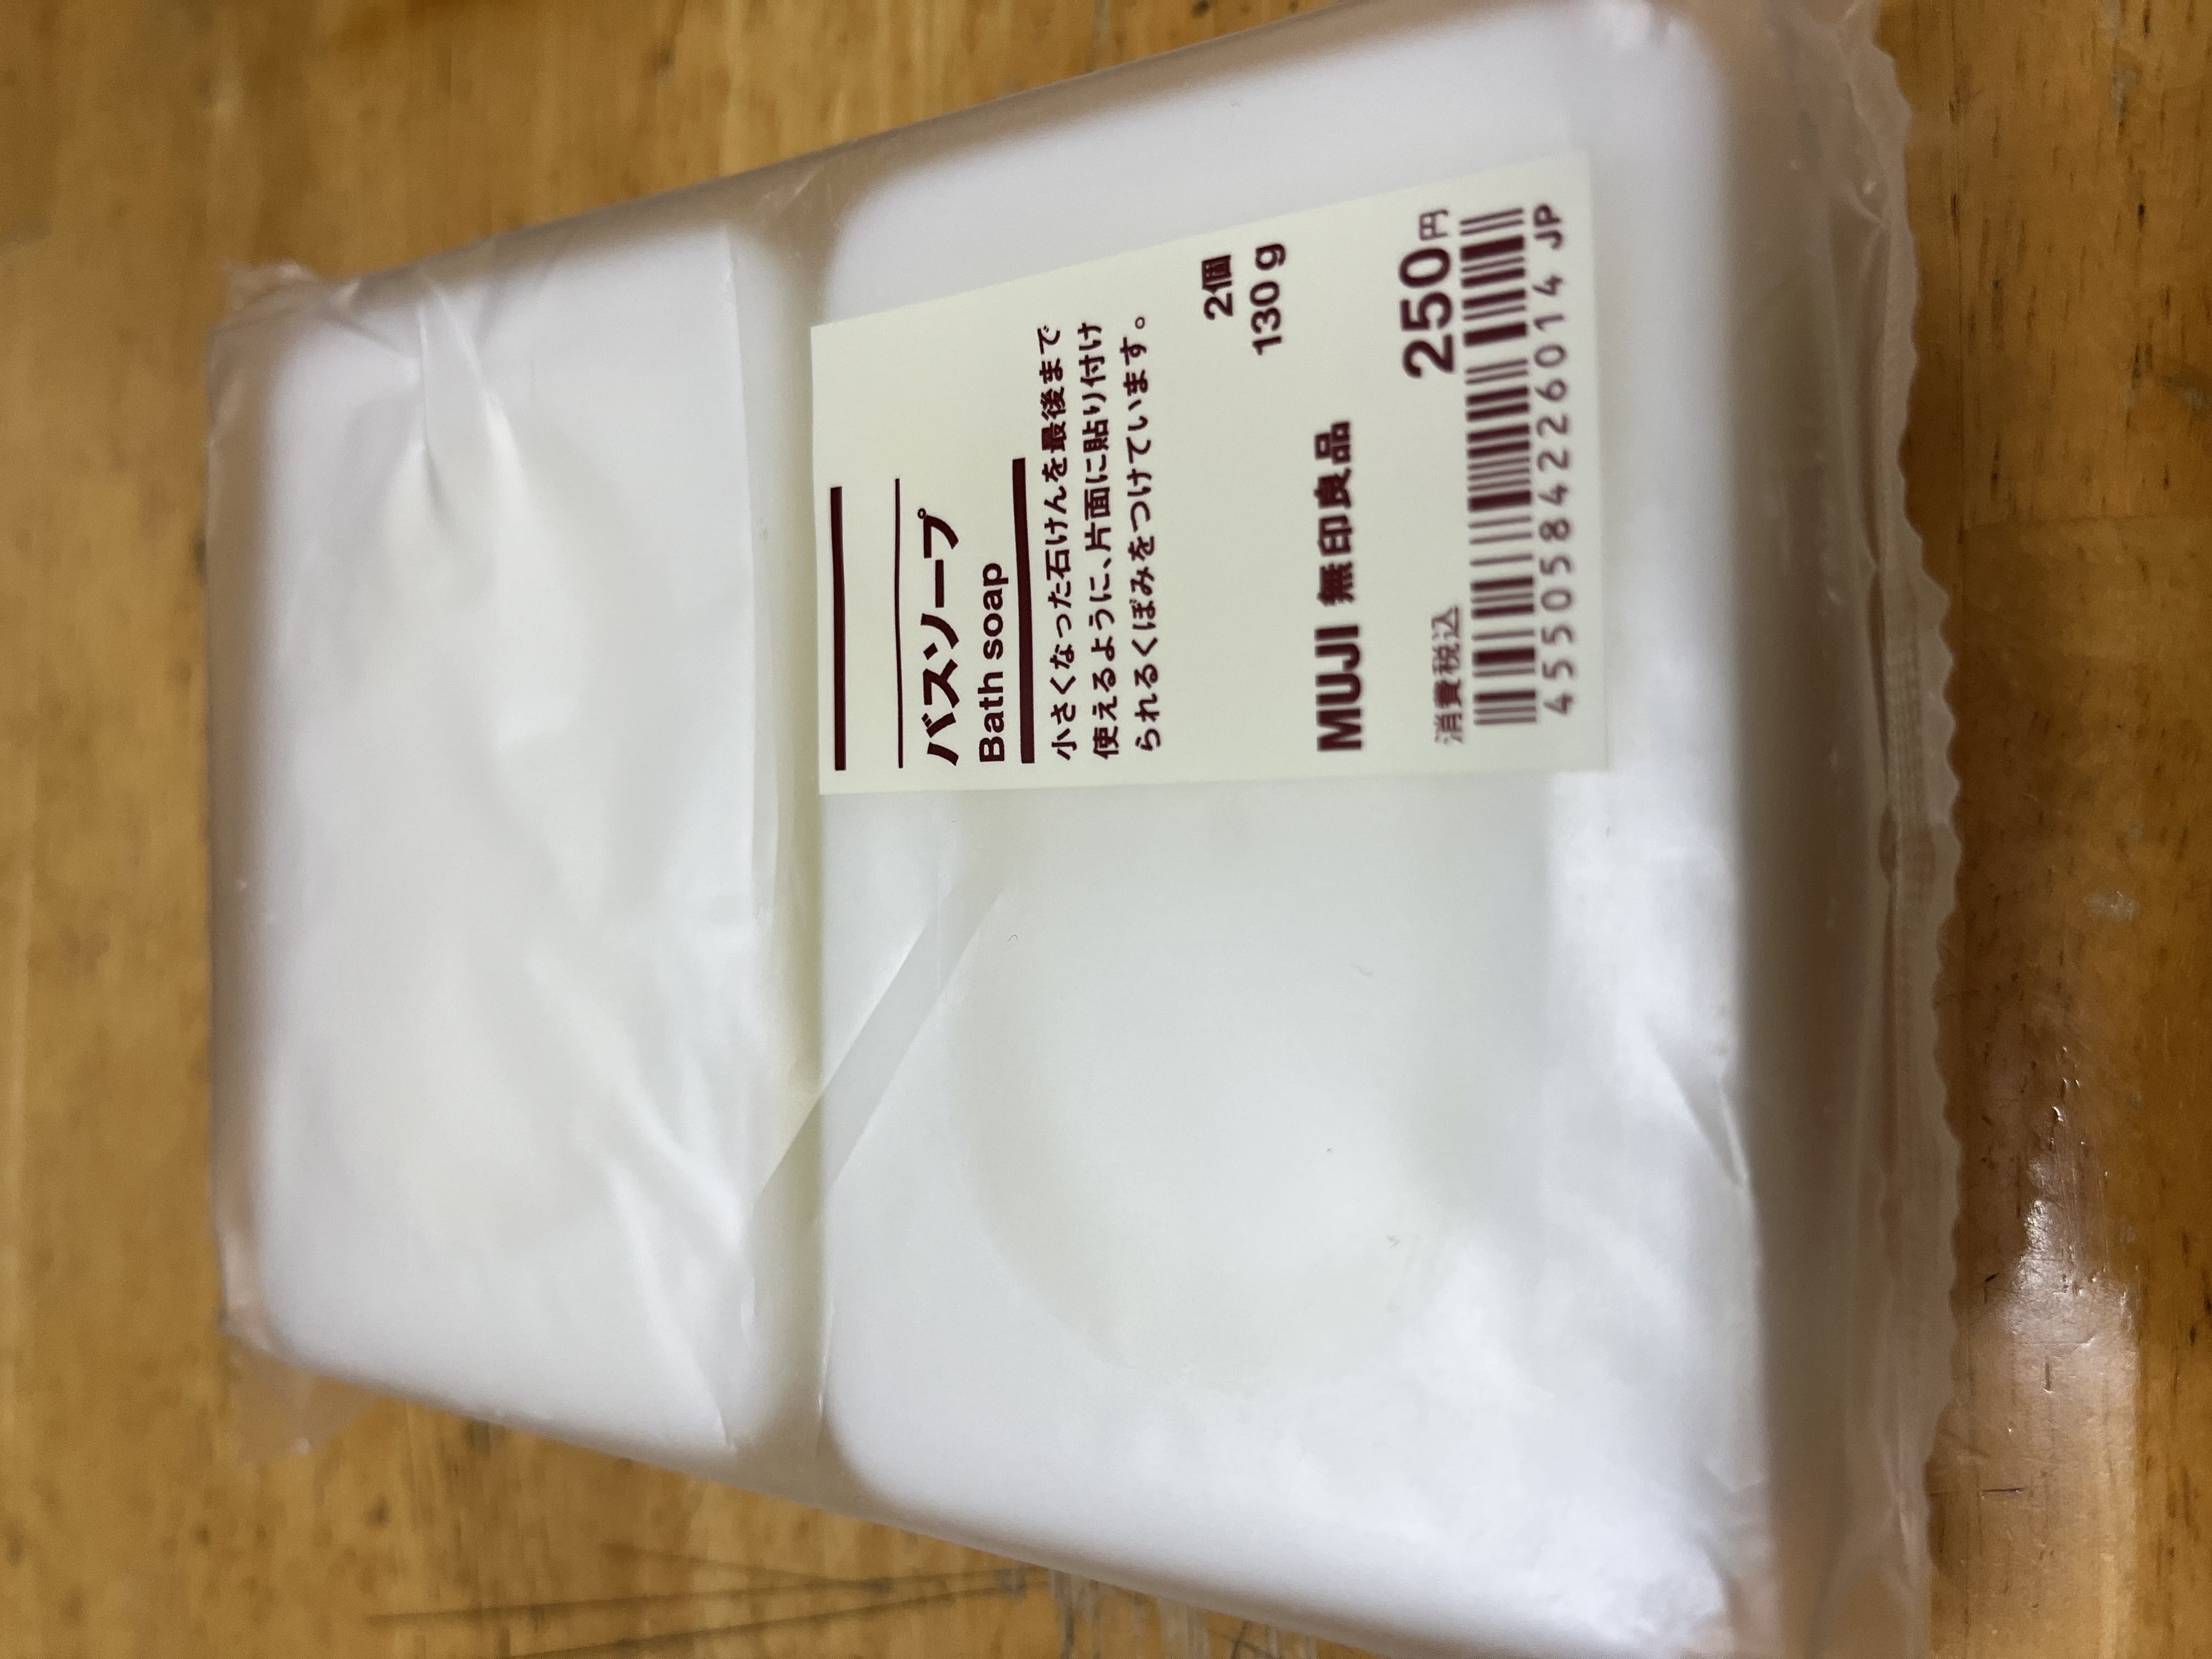 バスソープ
Bath soap
小さくなった石けんを最後まで
使えるように、片面に貼り付け
られるくぼみをつけています。
2個
130g
MUJI 無印良品
消費税込 250円
4550584226014 JP